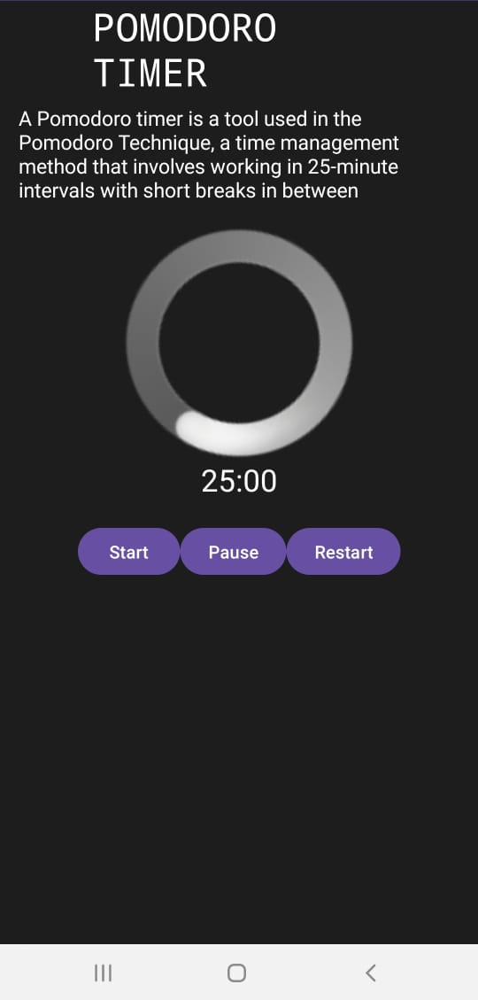 POMODORO
TIMER
A Pomodoro timer is a tool used in the
Pomodoro Technique, a time management
method that involves working in 25-minute
intervals with short breaks in between
25:00
Start Pause Restart